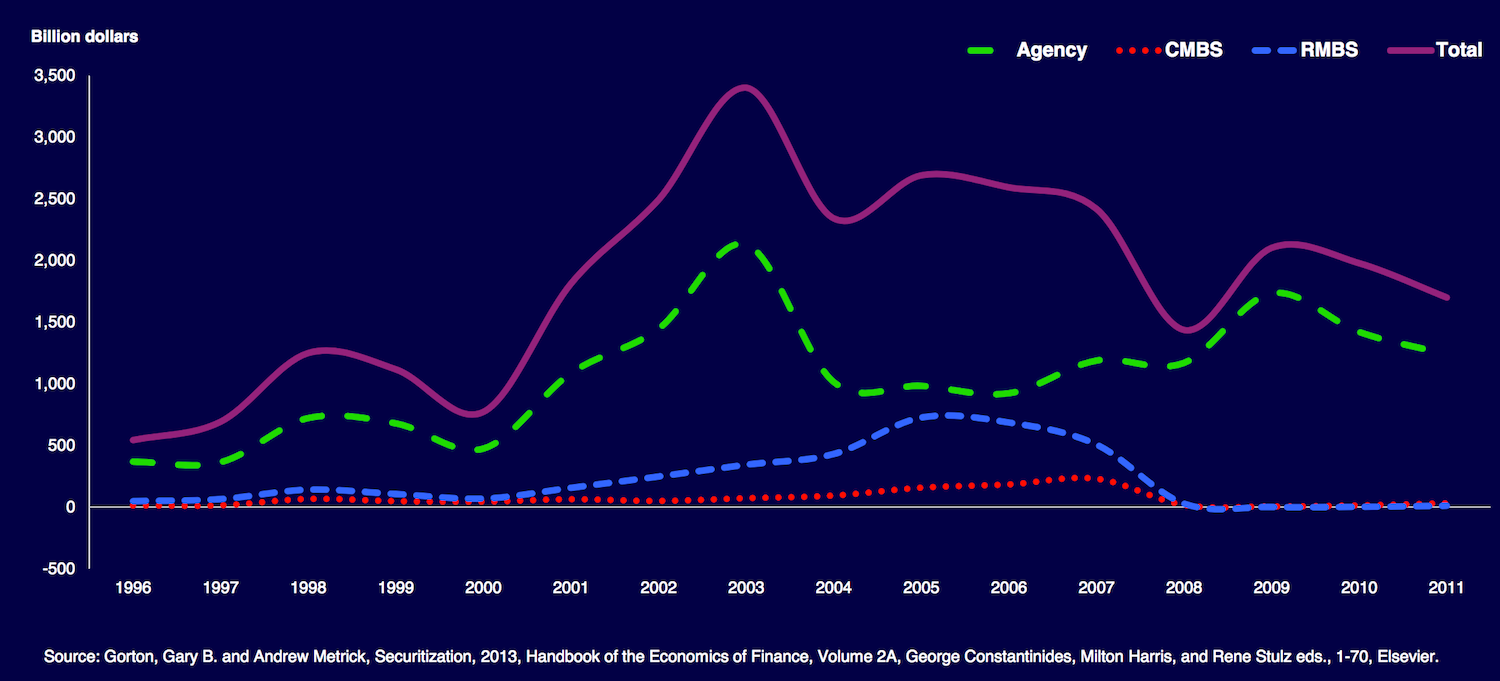 Billion dollars
Agency CMBS RMBS Total
3,500
3,000
2,500
2,000
1,500
1,000
500
0
-500
1996 1997 1998 1999 2000 2001 2002 2003 2004 2005 2006 2007 2008 2009 2010 2011
Source: Gorton, Gary B. and Andrew Metrick, Securitization, 2013, Handbook of the Economics of Finance, Volume 2A, George Constantinides, Milton Harris, and Rene Stulz eds., 1-70, Elsevier.